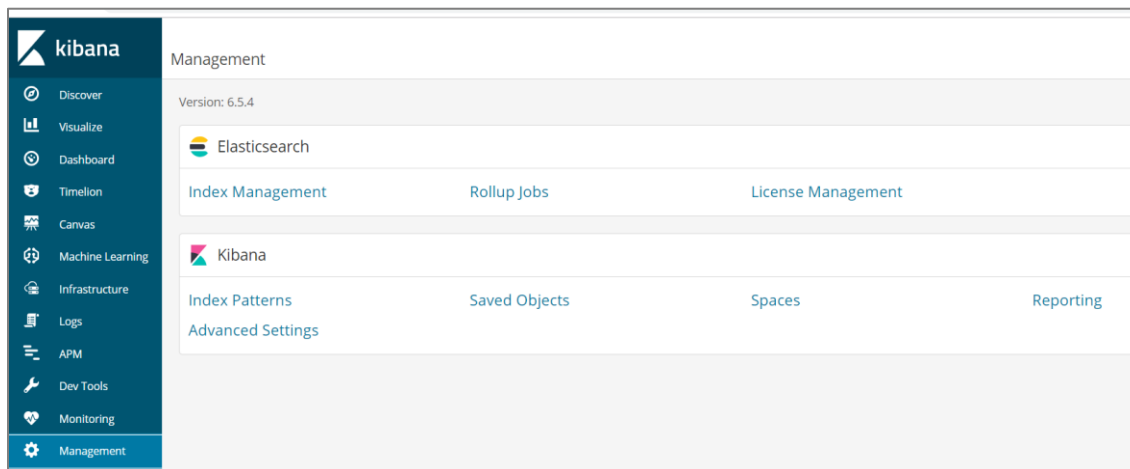 kibana
Discover
Visualize
Dashboard
Timelion
Canvas
Machine Learning
Infrastructure
Logs
APM
Dev Tools
Monitoring
Management
Management
Version: 6.5.4
Elasticsearch
Index Management Rollup Jobs License Management
Kibana
Index Patterns Saved Objects Spaces Reporting
Advanced Settings